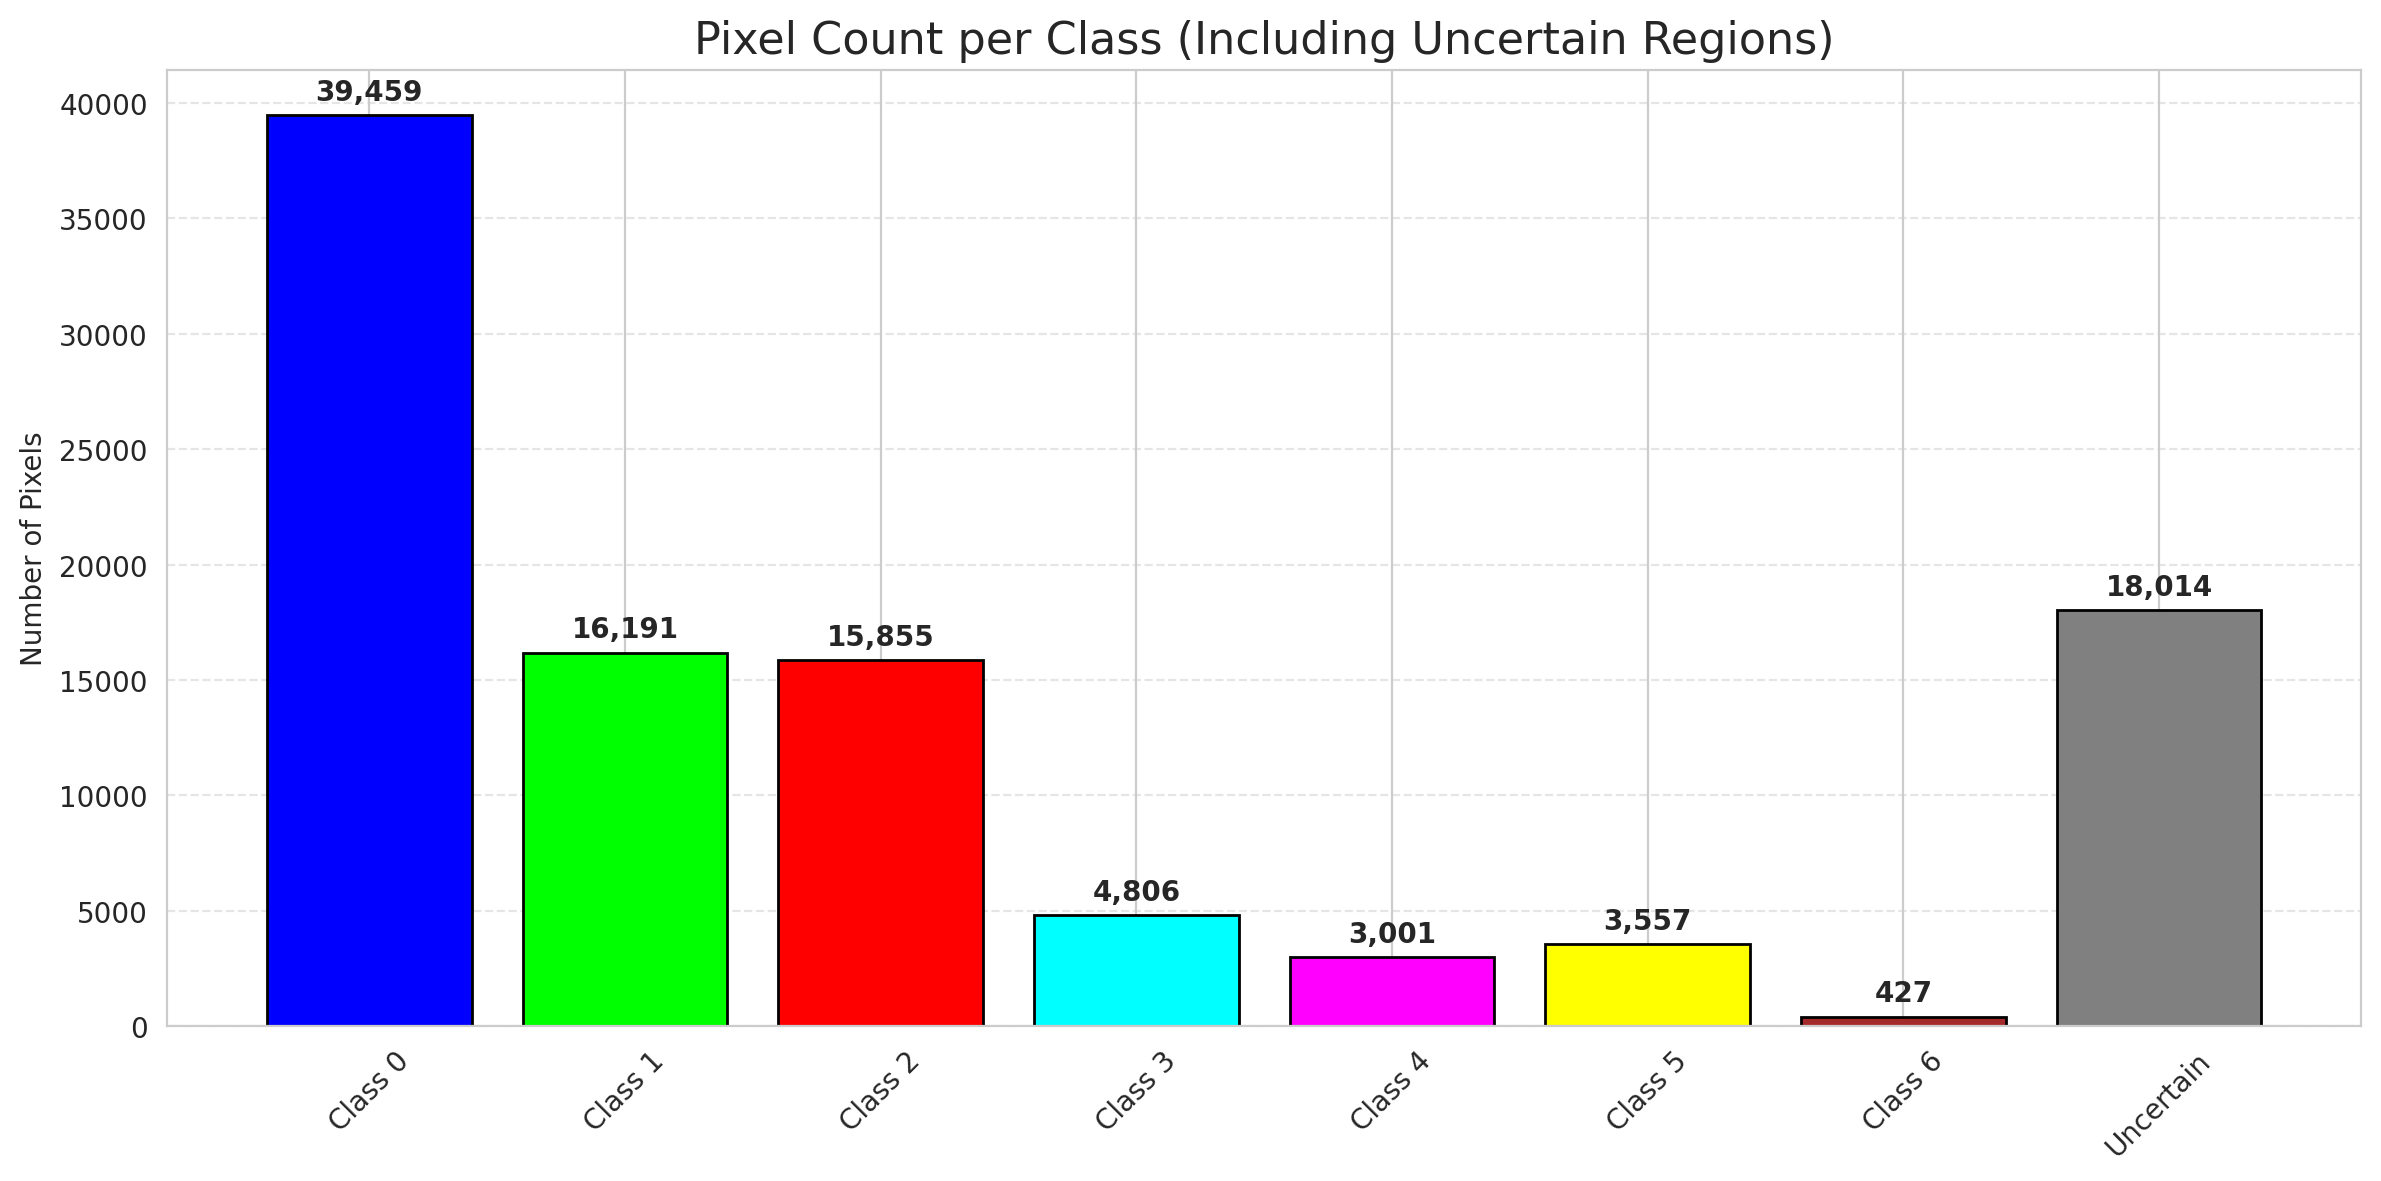 Pixel Count per Class (Including Uncertain Regions)
Number of Pixels
40000
35000
30000
25000
20000
15000
10000
5000
0
39,459
16,191
15,855
4,806
3,001
3,557
427
18,014
Class 0
Class 1
Class 2
Class 3
Class 4
Class 5
Class 6
Uncertain